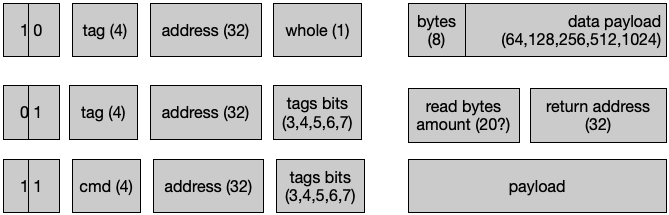 1 0 tag (4) address (32) whole (1) bytes (8) data payload (64,128,256,512,1024)
0 1 tag (4) address (32) tags bits (3,4,5,6,7) read bytes amount (20?) return address (32)
1 1 cmd (4) address (32) tags bits (3,4,5,6,7) payload